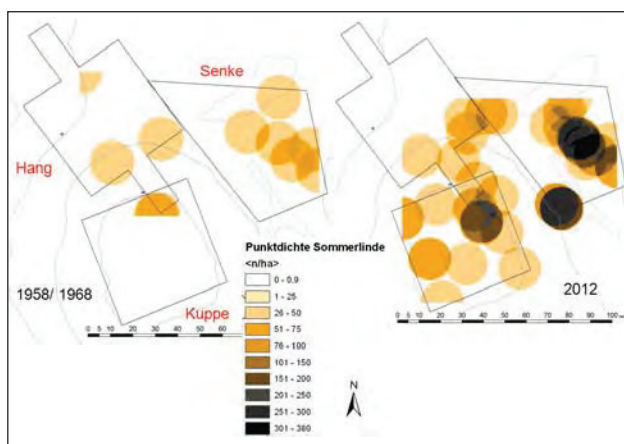 Senke
Hang
Punktdichte Sommerlinde
<n/ha>
0 - 0,9
1 - 25
26 - 50
51 - 75
76 - 100
101 - 150
151 - 200
201 - 250
251 - 300
301 - 360
1958/ 1968
2012
Kuppe
0 5 10 20 30 40 50 60
0 5 10 20 30 40 50 60 70 80 90 100
N